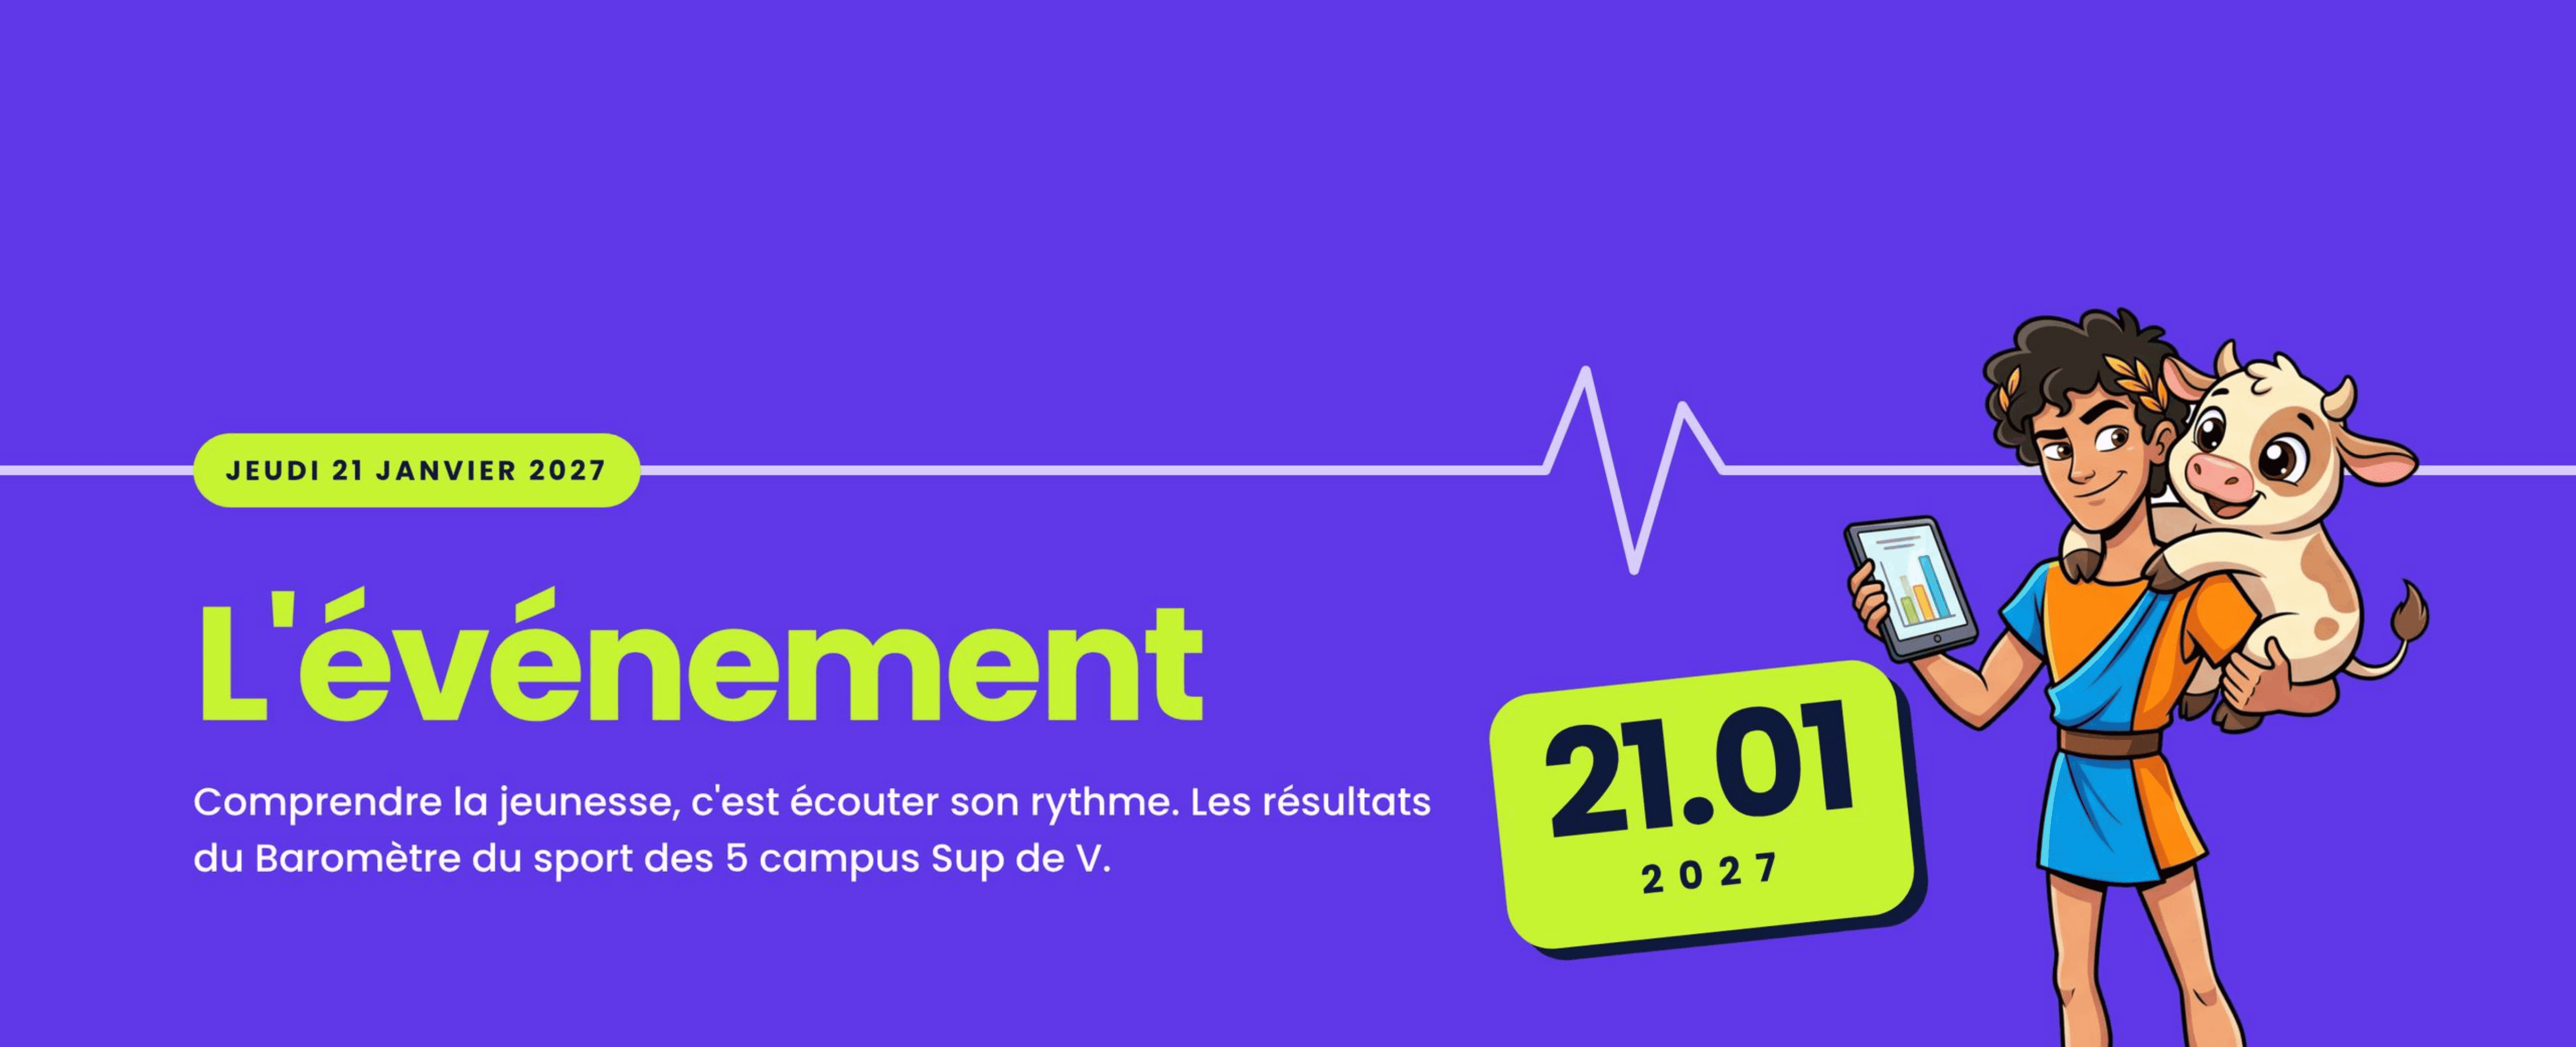 JEUDI 21 JANVIER 2027
L'événement
Comprendre la jeunesse, c'est écouter son rythme. Les résultats
du Baromètre du sport des 5 campus Sup de V.
21.01
2027